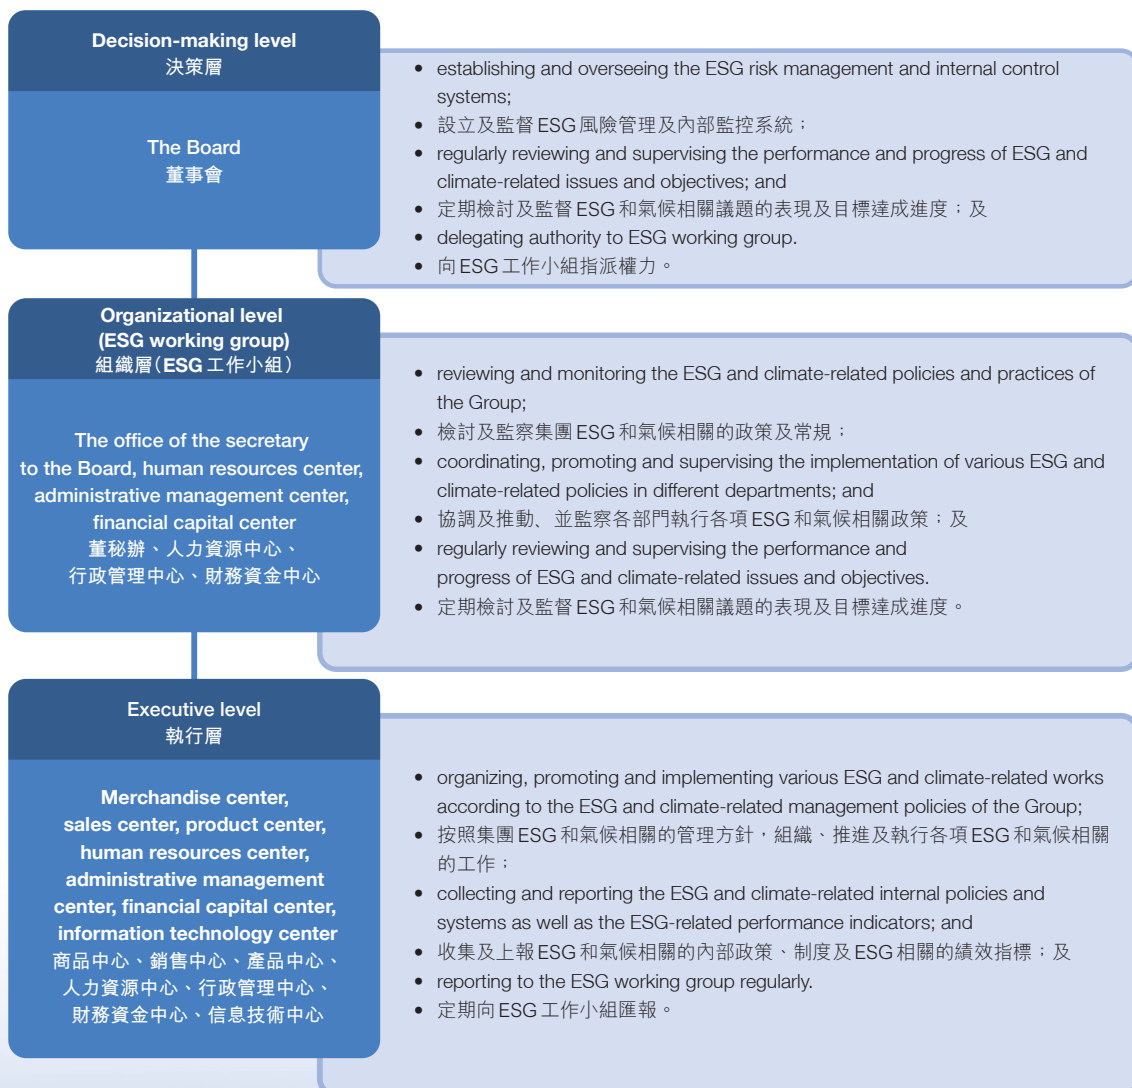 Decision-making level
決策層
The Board
董事會
• establishing and overseeing the ESG risk management and internal control
systems;
• 設立及監督ESG風險管理及內部監控系統；
• regularly reviewing and supervising the performance and progress of ESG and
climate-related issues and objectives; and
• 定期檢討及監督ESG和氣候相關議題的表現及目標達成進度；及
• delegating authority to ESG working group.
• 向ESG工作小組指派權力。
Organizational level
(ESG working group)
組織層(ESG工作小組)
The office of the secretary
to the Board, human resources center,
administrative management center,
financial capital center
董秘辦、人力資源中心、
行政管理中心、財務資金中心
• reviewing and monitoring the ESG and climate-related policies and practices of
the Group;
• 檢討及監察集團ESG和氣候相關的政策及常規；
• coordinating, promoting and supervising the implementation of various ESG and
climate-related policies in different departments; and
• 協調及推動、並監察各部門執行各項ESG和氣候相關政策；及
• regularly reviewing and supervising the performance and
progress of ESG and climate-related issues and objectives.
• 定期檢討及監督ESG和氣候相關議題的表現及目標達成進度。
Executive level
執行層
Merchandise center,
sales center, product center,
human resources center,
administrative management
center, financial capital center,
information technology center
商品中心、銷售中心、產品中心、
人力資源中心、行政管理中心、
財務資金中心、信息技術中心
• organizing, promoting and implementing various ESG and climate-related works
according to the ESG and climate-related management policies of the Group;
• 按照集團ESG和氣候相關的管理方針，組織、推進及執行各項ESG和氣候相關
的工作；
• collecting and reporting the ESG and climate-related internal policies and
systems as well as the ESG-related performance indicators; and
• 收集及上報ESG和氣候相關的內部政策、制度及ESG相關的績效指標；及
• reporting to the ESG working group regularly.
• 定期向ESG工作小組匯報。